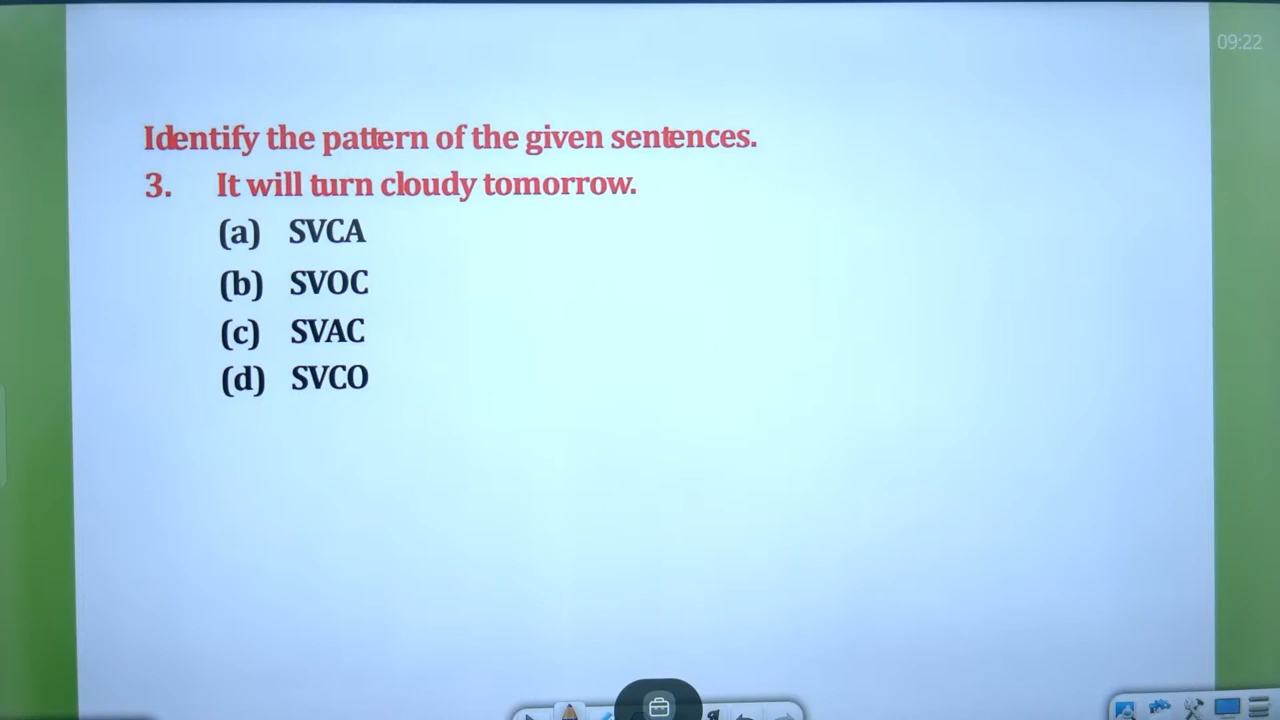 09:22
Identify the pattern of the given sentences.
3. It will turn cloudy tomorrow.
(a) SVCA
(b) SVOC
(c) SVAC
(d) SVCO